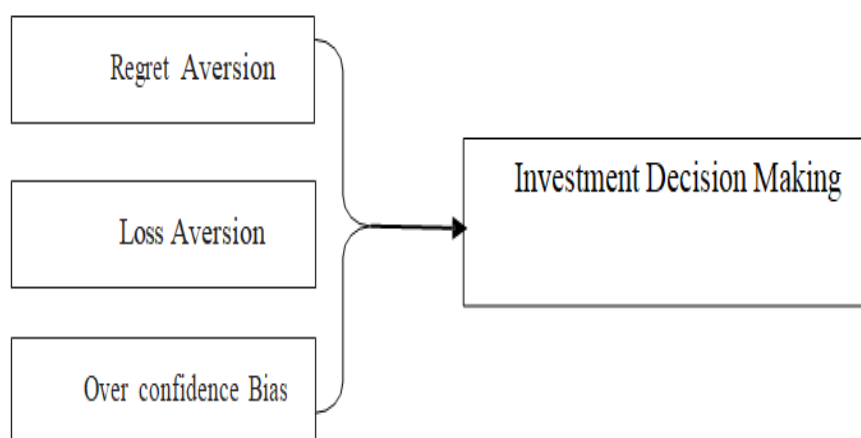 Regret Aversion
Loss Aversion
Over confidence Bias
Investment Decision Making